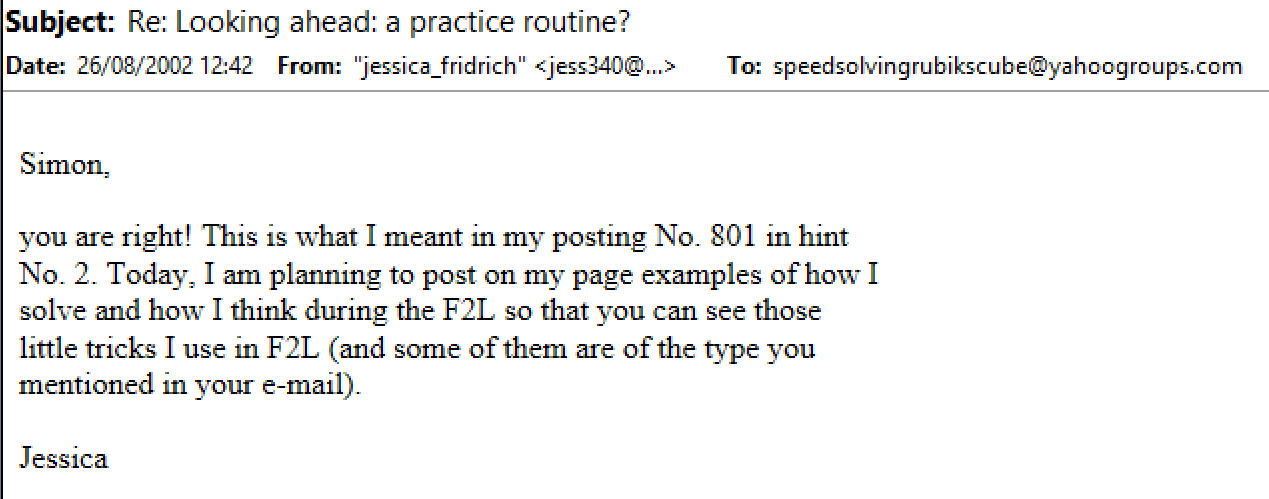 Subject: Re: Looking ahead: a practice routine?
Date: 26/08/2002 12:42 From: "jessica_fridrich" <jess340@...> To: speedsolvingrubikscube@yahoogroups.com
Simon,
you are right! This is what I meant in my posting No. 801 in hint
No. 2. Today, I am planning to post on my page examples of how I
solve and how I think during the F2L so that you can see those
little tricks I use in F2L (and some of them are of the type you
mentioned in your e-mail).
Jessica